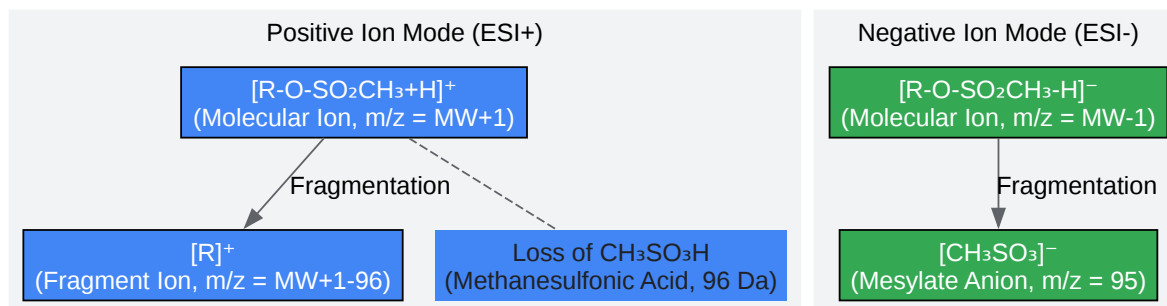 Positive Ion Mode (ESI+)
[R-O-SO₂CH₃+H]⁺
(Molecular Ion, m/z = MW+1)
Fragmentation
[R]⁺
(Fragment Ion, m/z = MW+1-96)
Loss of CH₃SO₃H
(Methanesulfonic Acid, 96 Da)
Negative Ion Mode (ESI-)
[R-O-SO₂CH₃-H]⁻
(Molecular Ion, m/z = MW-1)
Fragmentation
[CH₃SO₃]⁻
(Mesylate Anion, m/z = 95)